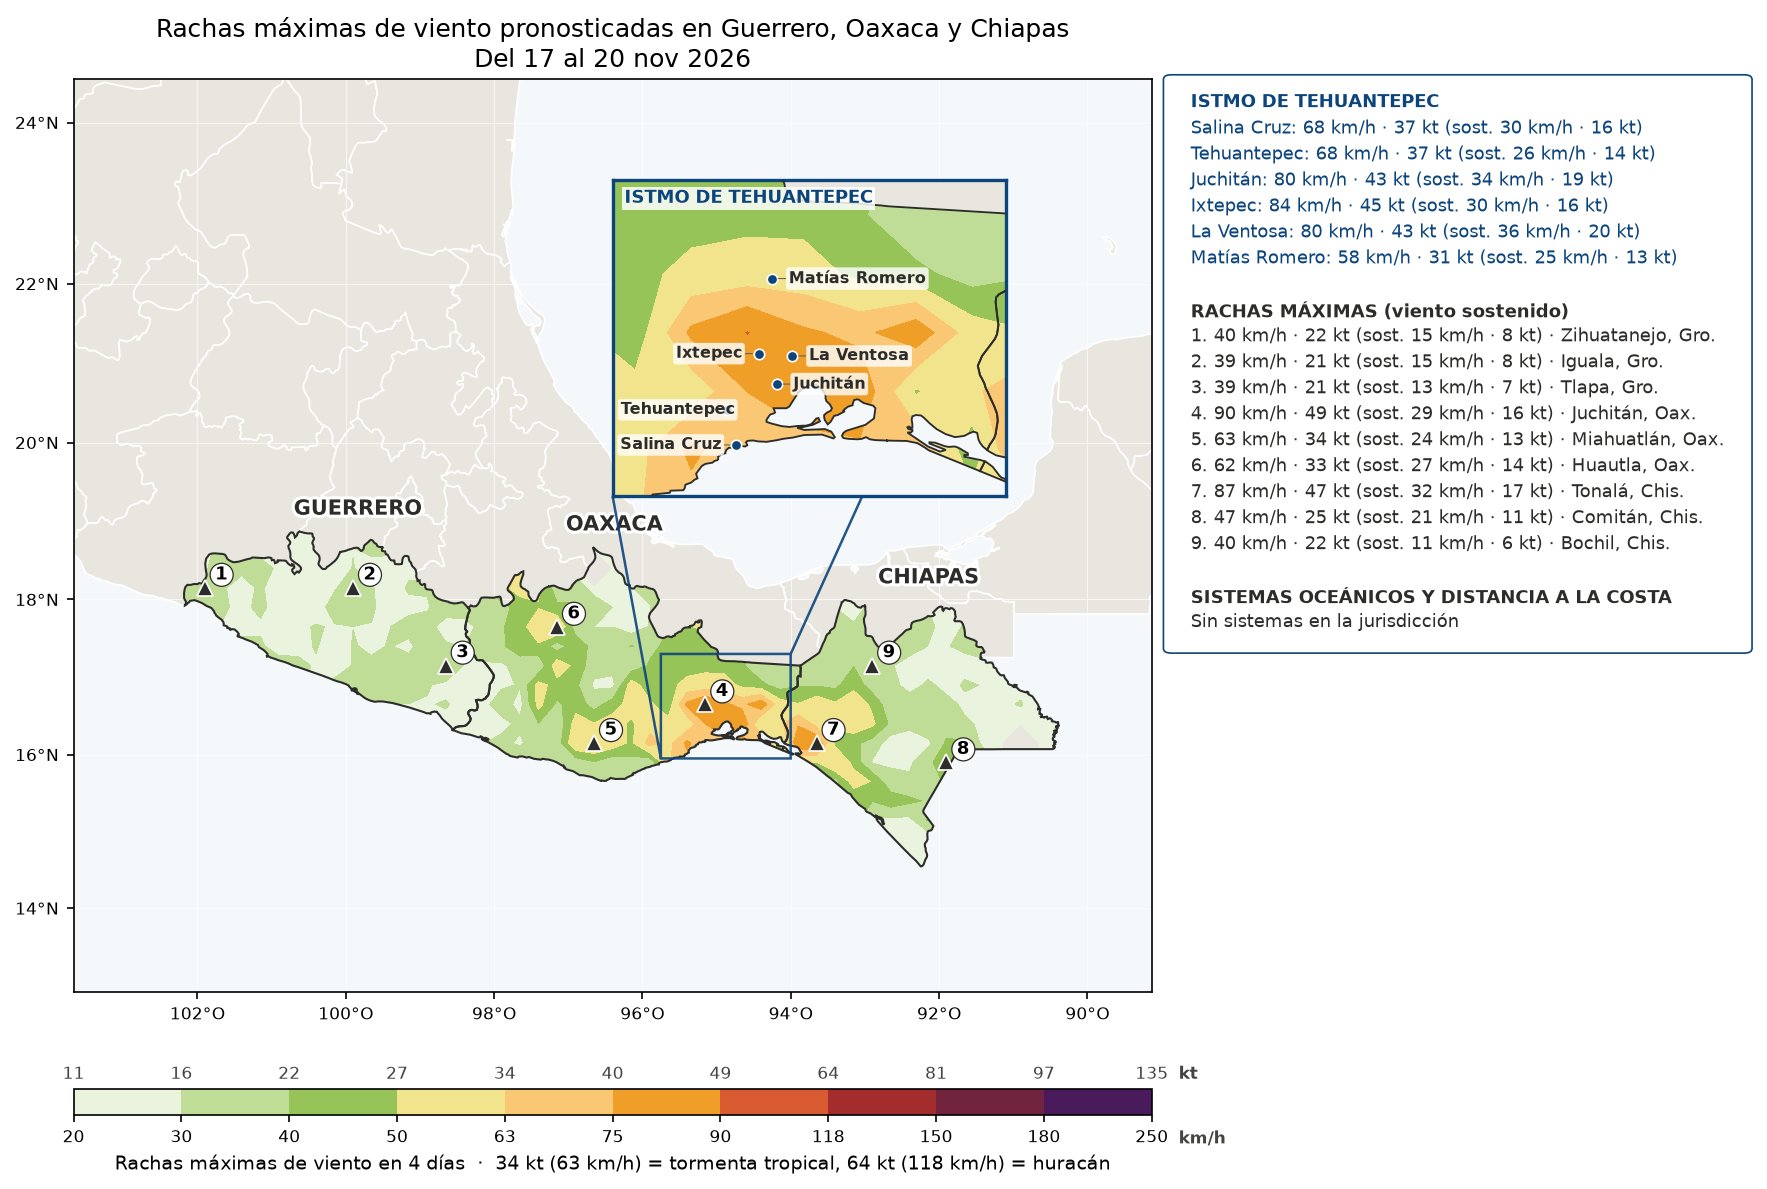 Rachas máximas de viento pronosticadas en Guerrero, Oaxaca y Chiapas
Del 17 al 20 nov 2026
24°N
22°N
20°N
18°N
16°N
14°N
102°O
100°O
98°O
96°O
94°O
92°O
90°O
ISTMO DE TEHUANTEPEC
Matías Romero
Ixtepec
La Ventosa
Juchitán
Tehuantepec
Salina Cruz
GUERRERO
OAXACA
CHIAPAS
1
2
3
4
5
6
7
8
9
ISTMO DE TEHUANTEPEC
Salina Cruz: 68 km/h · 37 kt (sost. 30 km/h · 16 kt)
Tehuantepec: 68 km/h · 37 kt (sost. 26 km/h · 14 kt)
Juchitán: 80 km/h · 43 kt (sost. 34 km/h · 19 kt)
Ixtepec: 84 km/h · 45 kt (sost. 30 km/h · 16 kt)
La Ventosa: 80 km/h · 43 kt (sost. 36 km/h · 20 kt)
Matías Romero: 58 km/h · 31 kt (sost. 25 km/h · 13 kt)
RACHAS MÁXIMAS (viento sostenido)
1. 40 km/h · 22 kt (sost. 15 km/h · 8 kt) · Zihuatanejo, Gro.
2. 39 km/h · 21 kt (sost. 15 km/h · 8 kt) · Iguala, Gro.
3. 39 km/h · 21 kt (sost. 13 km/h · 7 kt) · Tlapa, Gro.
4. 90 km/h · 49 kt (sost. 29 km/h · 16 kt) · Juchitán, Oax.
5. 63 km/h · 34 kt (sost. 24 km/h · 13 kt) · Miahuatlán, Oax.
6. 62 km/h · 33 kt (sost. 27 km/h · 14 kt) · Huautla, Oax.
7. 87 km/h · 47 kt (sost. 32 km/h · 17 kt) · Tonalá, Chis.
8. 47 km/h · 25 kt (sost. 21 km/h · 11 kt) · Comitán, Chis.
9. 40 km/h · 22 kt (sost. 11 km/h · 6 kt) · Bochil, Chis.
SISTEMAS OCEÁNICOS Y DISTANCIA A LA COSTA
Sin sistemas en la jurisdicción
11 16 22 27 34 40 49 64 81 97 135 kt
20 30 40 50 63 75 90 118 150 180 250 km/h
Rachas máximas de viento en 4 días · 34 kt (63 km/h) = tormenta tropical, 64 kt (118 km/h) = huracán